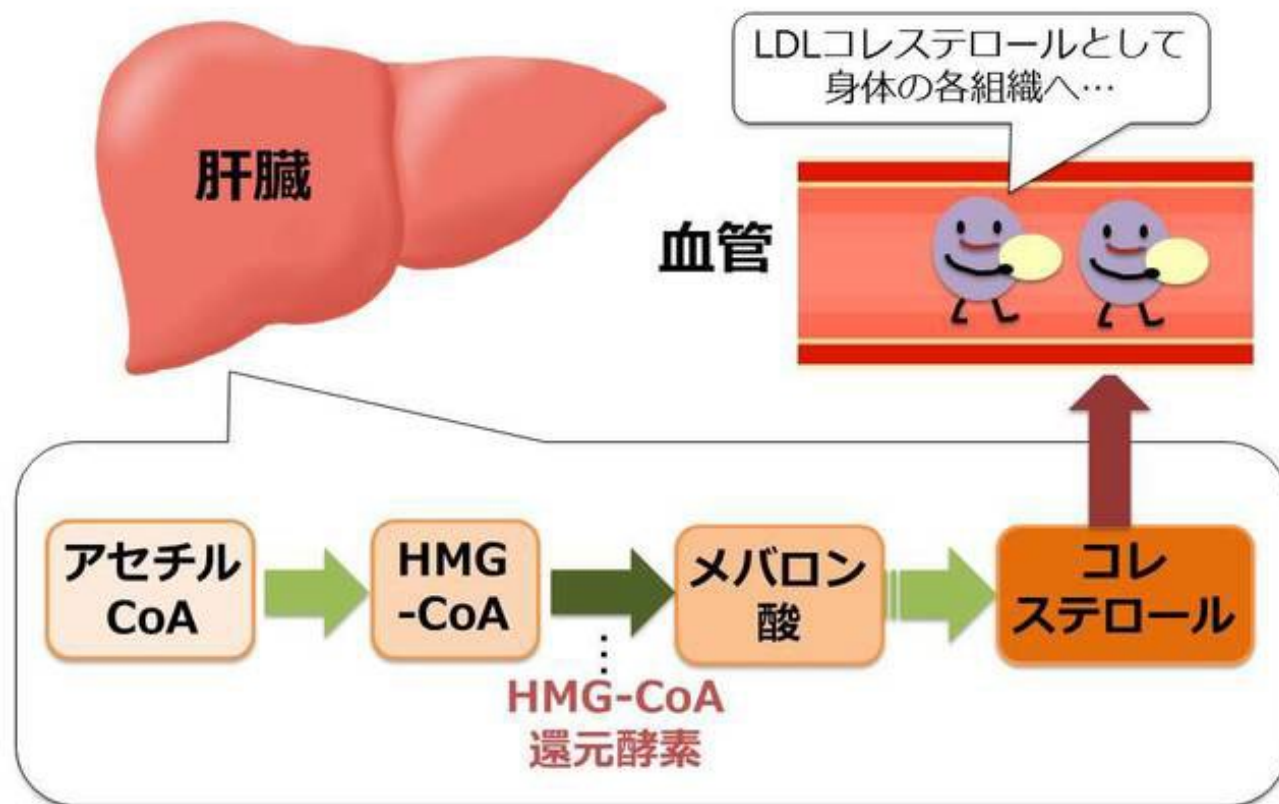 LDLコレステロールとして
身体の各組織へ…
肝臓
血管
アセチル
CoA
HMG
-CoA
メバロン
酸
コレ
ステロール
HMG-CoA
還元酵素